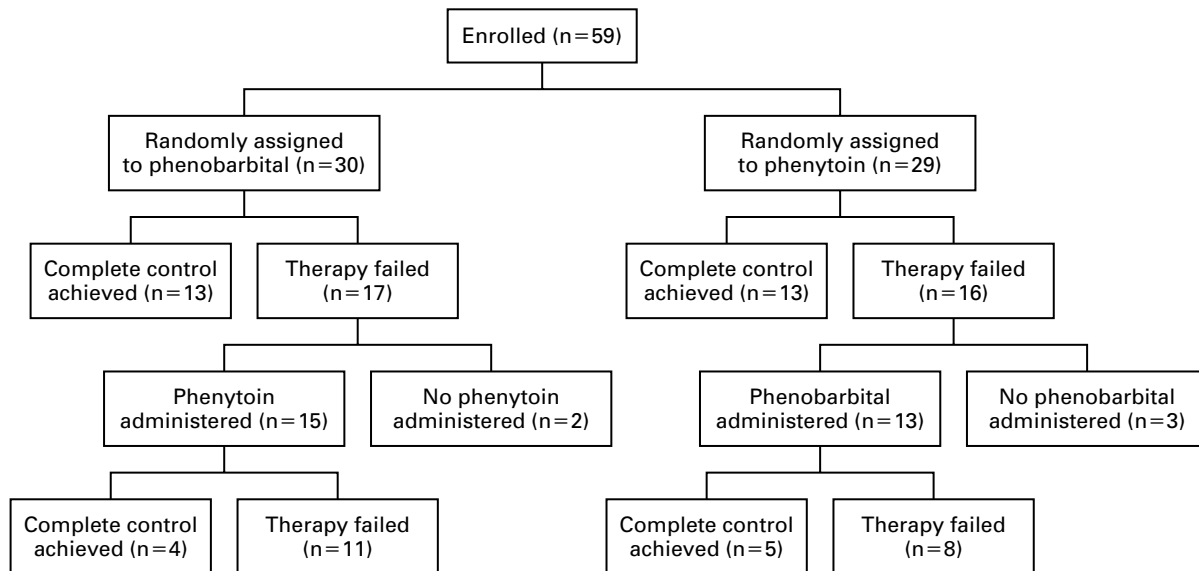 Enrolled (n=59)
Randomly assigned
to phenobarbital (n=30)
Randomly assigned
to phenytoin (n=29)
Complete control
achieved (n=13)
Therapy failed
(n=17)
Complete control
achieved (n=13)
Therapy failed
(n=16)
Phenytoin
administered (n=15)
No phenytoin
administered (n=2)
Phenobarbital
administered (n=13)
No phenobarbital
administered (n=3)
Complete control
achieved (n=4)
Therapy failed
(n=11)
Complete control
achieved (n=5)
Therapy failed
(n=8)